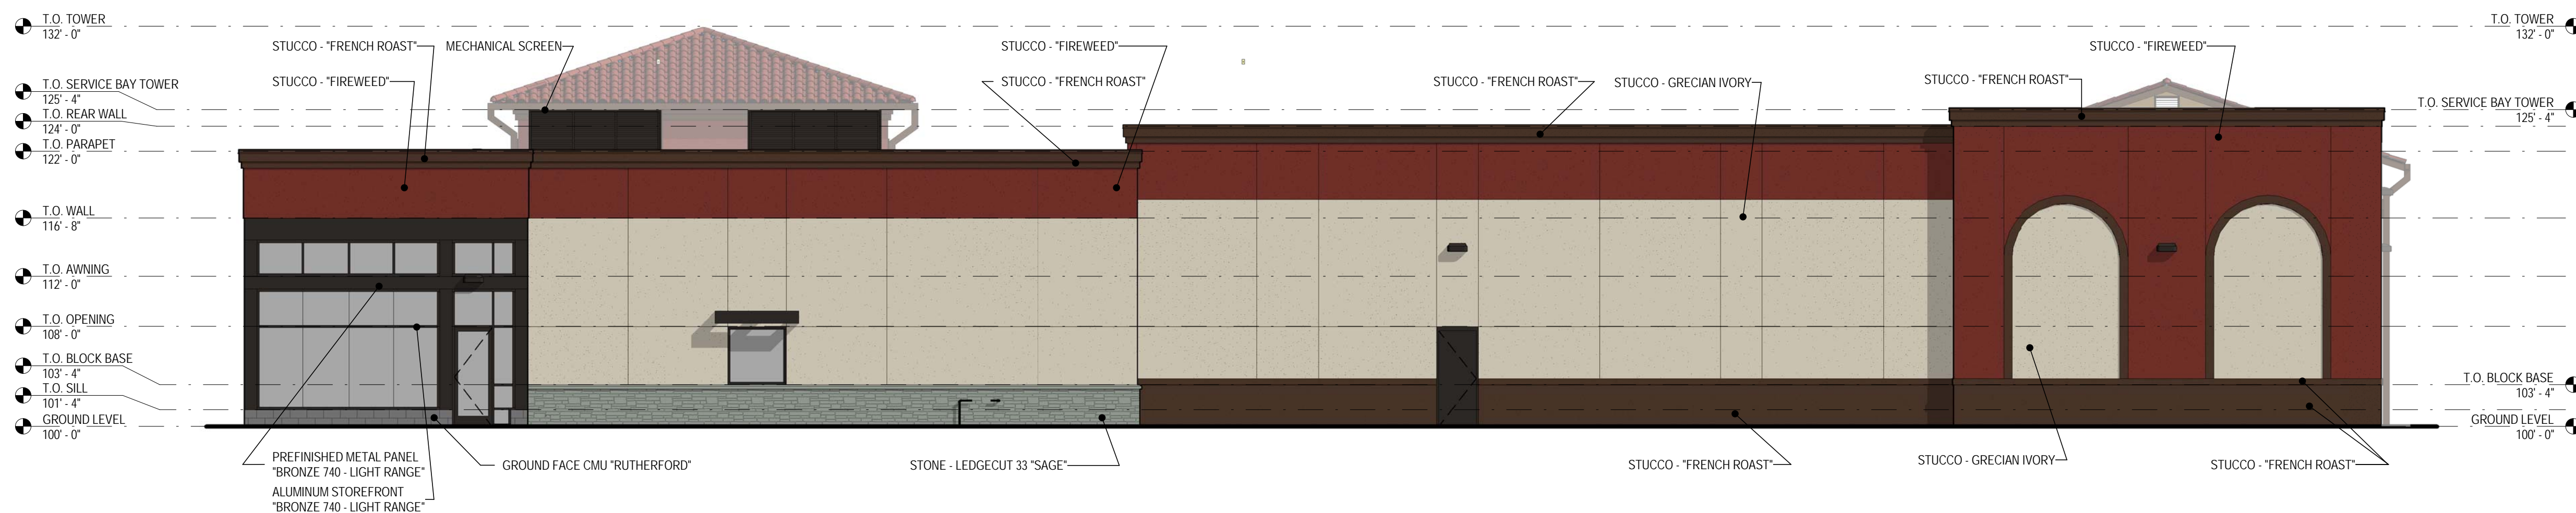 T.O. TOWER
132' - 0"
T.O. SERVICE BAY TOWER
125' - 4"
T.O. REAR WALL
124' - 0"
T.O. PARAPET
122' - 0"
T.O. WALL
116' - 8"
T.O. AWNING
112' - 0"
T.O. OPENING
108' - 0"
T.O. BLOCK BASE
103' - 4"
T.O. SILL
101' - 4"
GROUND LEVEL
100' - 0"
STUCCO - "FRENCH ROAST"
MECHANICAL SCREEN
STUCCO - "FIREWEED"
STUCCO - "FIREWEED"
STUCCO - "FRENCH ROAST"
STUCCO - "FRENCH ROAST"
STUCCO - GRECIAN IVORY
STUCCO - "FIREWEED"
STUCCO - "FRENCH ROAST"
T.O. TOWER
132' - 0"
T.O. SERVICE BAY TOWER
125' - 4"
T.O. BLOCK BASE
103' - 4"
GROUND LEVEL
100' - 0"
PREFINISHED METAL PANEL
"BRONZE 740 - LIGHT RANGE"
ALUMINUM STOREFRONT
"BRONZE 740 - LIGHT RANGE"
GROUND FACE CMU "RUTHERFORD"
STONE - LEDGECUT 33 "SAGE"
STUCCO - "FRENCH ROAST"
STUCCO - GRECIAN IVORY
STUCCO - "FRENCH ROAST"